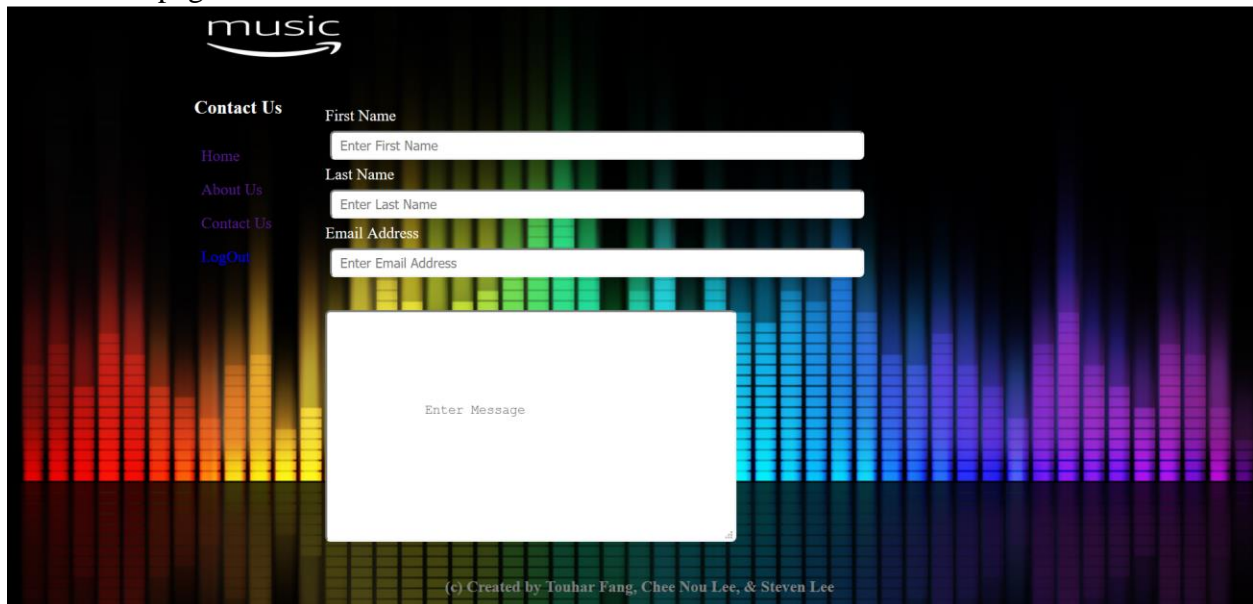 music
Contact Us
Home
About Us
Contact Us
LogOut
First Name
Enter First Name
Last Name
Enter Last Name
Email Address
Enter Email Address
Enter Message
(c) Created by Touhar Fang, Chee Nou Lee, & Steven Lee